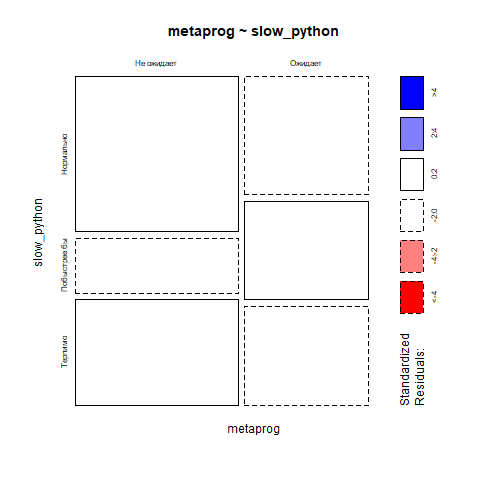 metaprog ~ slow_python
Не ожидает
Ожидает
slow_python
Нормально
Побыстрее бы
Терпимо
metaprog
Standardized
Residuals:
<-4
-4:-2
-2:0
0:2
2:4
>4